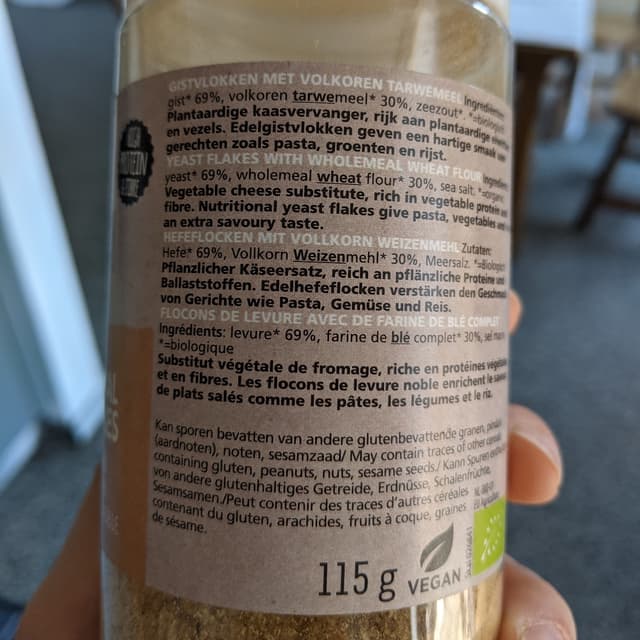 GISTVLOKKEN MET VOLKOREN TARWEMEEL Ingrediënten:
gist* 69%, volkoren tarwemeel* 30%, zeezout*. *=biologisch
Plantaardige kaasvervanger, rijk aan plantaardige
en vezels. Edelgistvlokken geven een hartige smaak
gerechten zoals pasta, groenten en rijst.
YEAST FLAKES WITH WHOLEMEAL WHEAT FLOUR
yeast* 69%, wholemeal wheat flour* 30%, sea salt. *=organic
Vegetable cheese substitute, rich in vegetable protein
fibre. Nutritional yeast flakes give pasta, vegetables
an extra savoury taste.
HEFEFLOCKEN MIT VOLLKORN WEIZENMEHL Zutaten:
Hefe* 69%, Vollkorn Weizenmehl* 30%, Meersalz. *=Biologisch
Pflanzlicher Käseersatz, reich an pflänzliche Proteine
Ballaststoffen. Edelhefeflocken verstärken den
von Gerichte wie Pasta, Gemüse und Reis.
FLOCONS DE LEVURE AVEC DE FARINE DE BLÉ COMPLET
Ingrédients: levure* 69%, farine de blé complet* 30%, sel marin
*=biologique
Substitut végétale de fromage, riche en protéines
et en fibres. Les flocons de levure noble enrichent le
de plats salés comme les pâtes, les légumes et le riz.
Kan sporen bevatten van andere glutenbevattende granen,
(aardnoten), noten, sesamzaad/ May contain traces of other
containing gluten, peanuts, nuts, sesame seeds./ Kann Spuren
von andere glutenhaltiges Getreide, Erdnüsse, Schalenfrüchte,
Sesamsamen./Peut contenir des traces d'autres céréales
contenant du gluten, arachides, fruits à coque, graines
de sésame.
115 g
VEGAN
PROTEIN